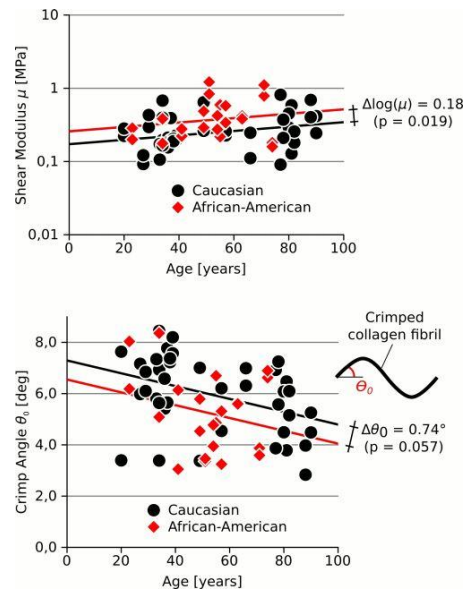 Shear Modulus μ [MPa]
10
1
0,1
0,01
0 20 40 60 80 100
Age [years]
Caucasian
African-American
Δlog(μ) = 0.18
(p = 0.019)
Crimp Angle θ₀ [deg]
8,0
6,0
4,0
2,0
0,0
0 20 40 60 80 100
Age [years]
Caucasian
African-American
Crimped
collagen fibril
Θ₀
Δθ0 = 0.74°
(p = 0.057)